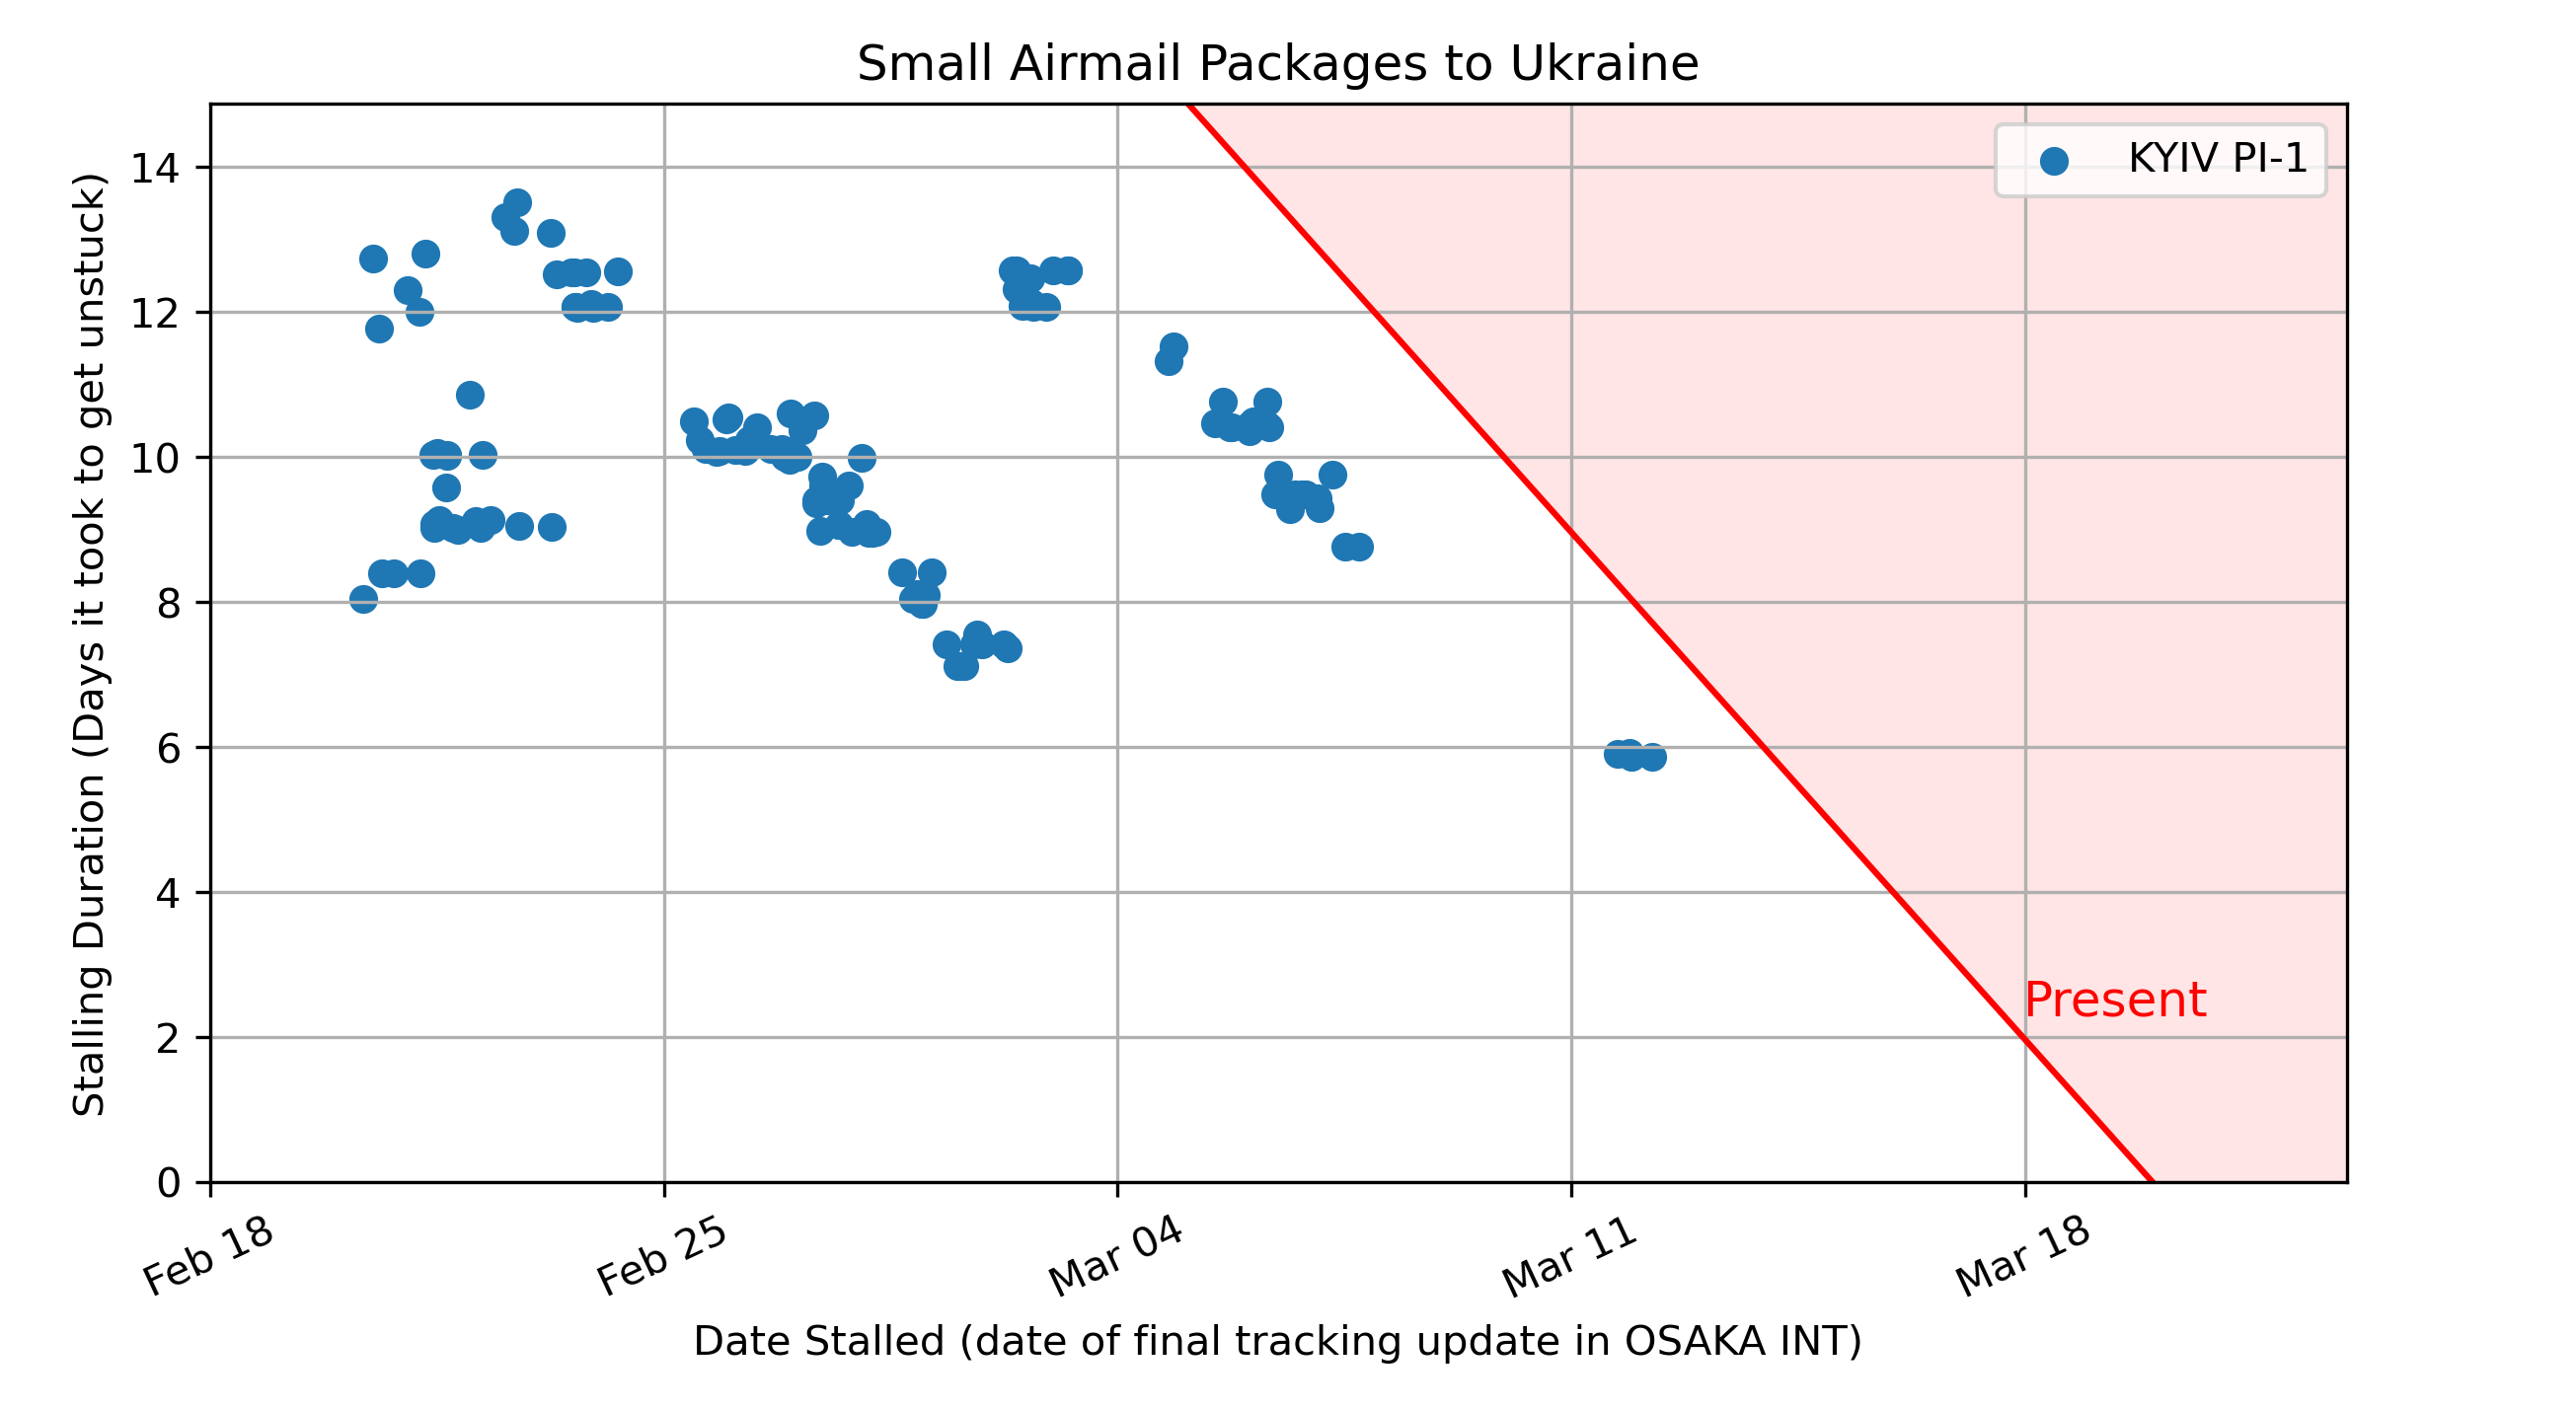 Small Airmail Packages to Ukraine
KYIV PI-1
Stalling Duration (Days it took to get unstuck)
14
12
10
8
6
4
2
0
Present
Feb 18
Feb 25
Mar 04
Mar 11
Mar 18
Date Stalled (date of final tracking update in OSAKA INT)